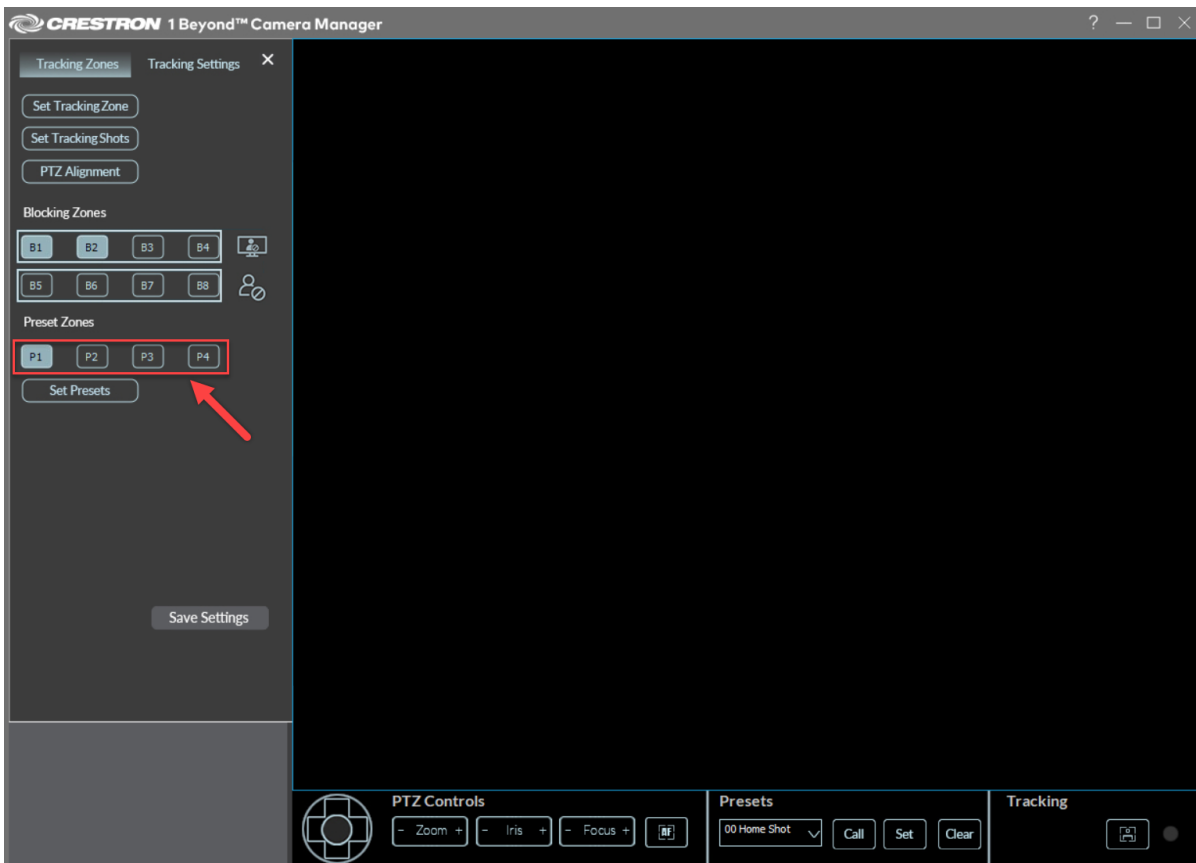 CRESTRON 1 Beyond™ Camera Manager ?
Tracking Zones Tracking Settings
Set Tracking Zone
Set Tracking Shots
PTZ Alignment
Blocking Zones
B1 B2 B3 B4
B5 B6 B7 B8
Preset Zones
P1 P2 P3 P4
Set Presets
Save Settings
PTZ Controls Presets Tracking
- Zoom + - Iris + - Focus + AF 00 Home Shot Call Set Clear